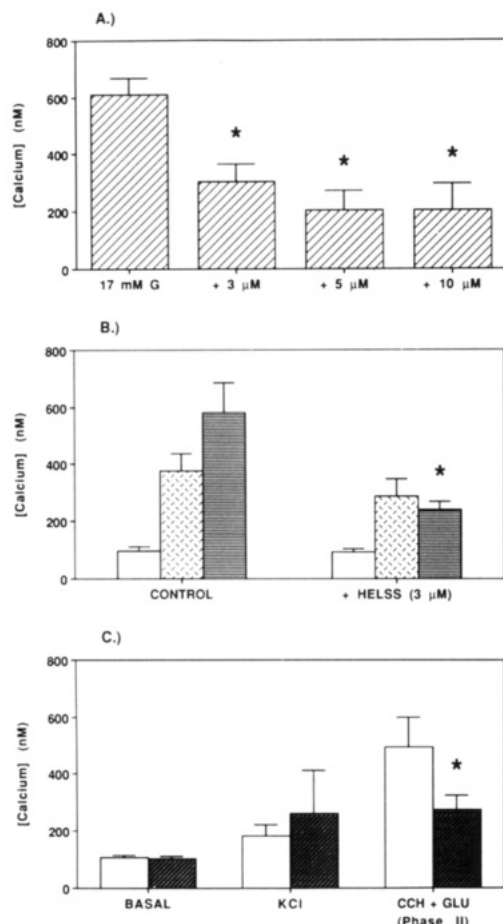 A.)
[Calcium] (nM)
800
600
400
200
0
*
*
*
17 mM G
+ 3 μM
+ 5 μM
+ 10 μM
B.)
[Calcium] (nM)
800
600
400
200
0
*
CONTROL
+ HELSS (3 μM)
C.)
[Calcium] (nM)
800
600
400
200
0
*
BASAL
KCl
CCH + GLU
(Phase II)